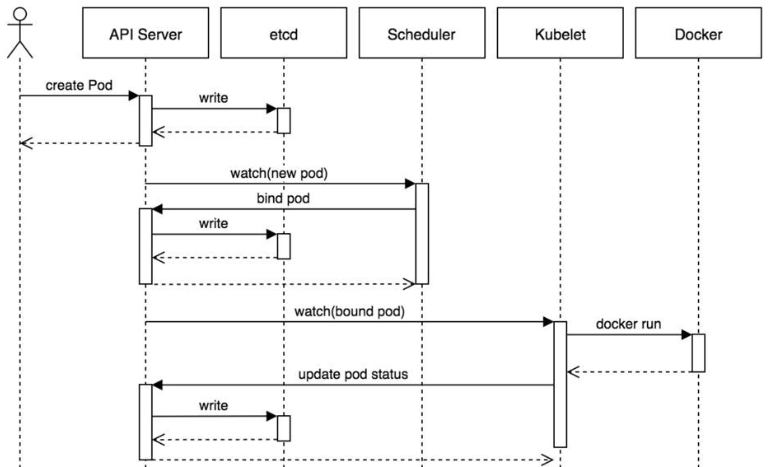 API Server
etcd
Scheduler
Kubelet
Docker
create Pod
write
watch(new pod)
bind pod
write
watch(bound pod)
docker run
update pod status
write